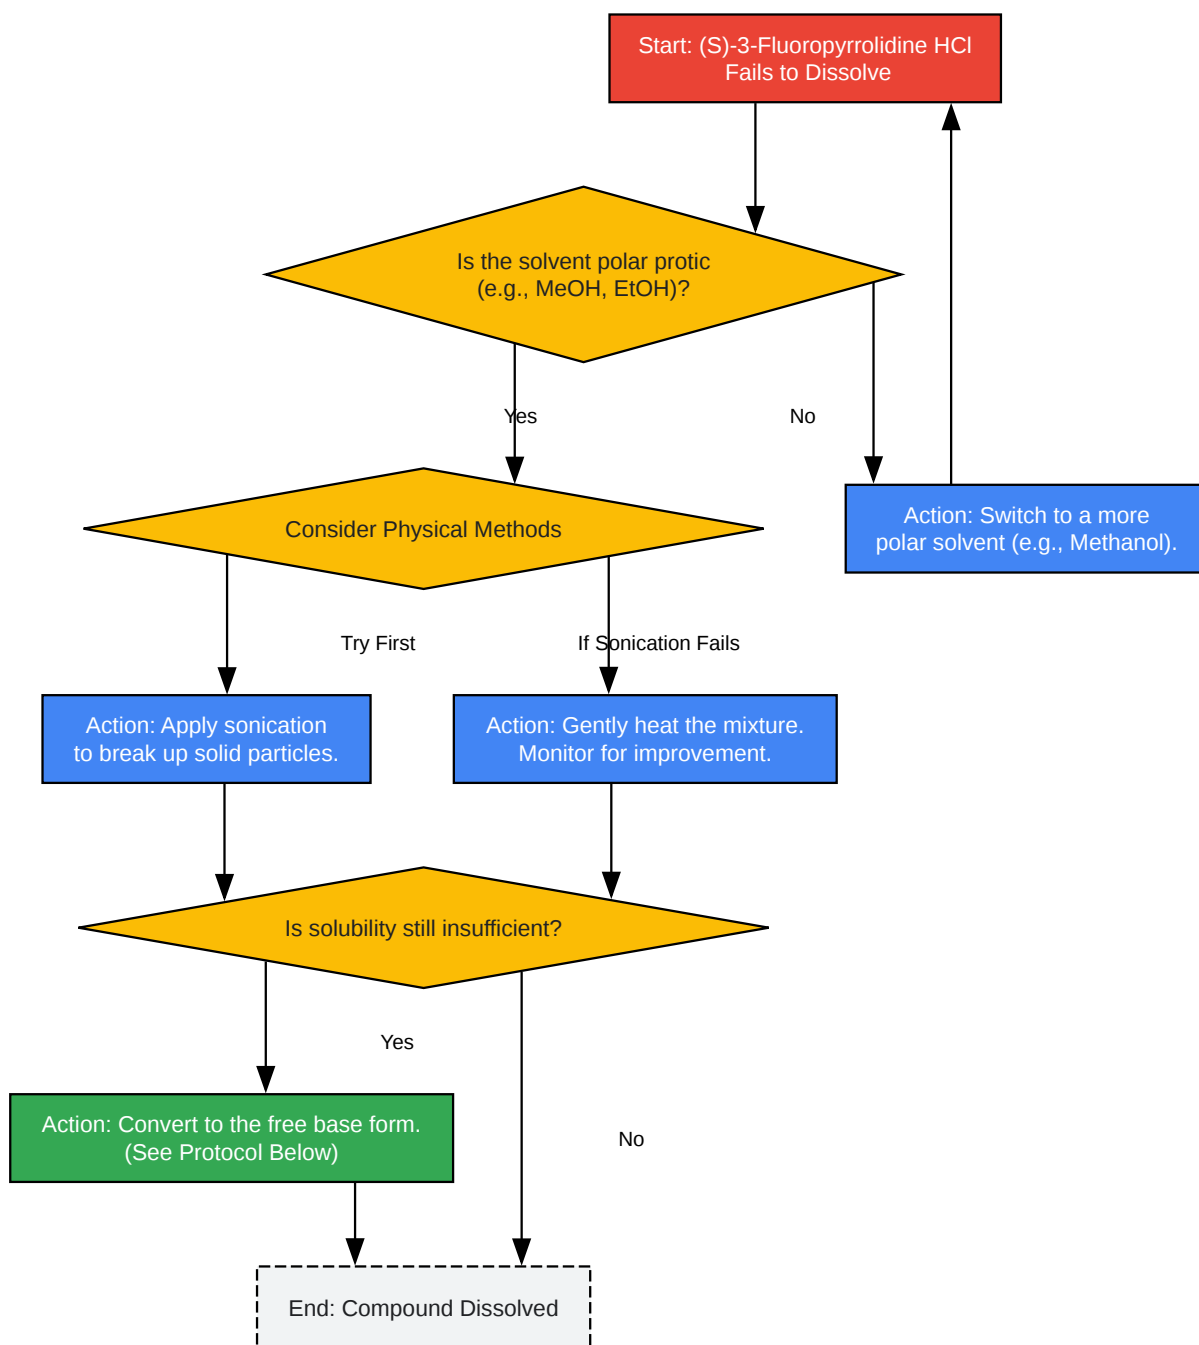 Start: (S)-3-Fluoropyrrolidine HCl
Fails to Dissolve
Is the solvent polar protic
(e.g., MeOH, EtOH)?
Yes
No
Consider Physical Methods
Action: Switch to a more
polar solvent (e.g., Methanol).
Try First
If Sonication Fails
Action: Apply sonication
to break up solid particles.
Action: Gently heat the mixture.
Monitor for improvement.
Is solubility still insufficient?
Yes
Action: Convert to the free base form.
(See Protocol Below)
No
End: Compound Dissolved